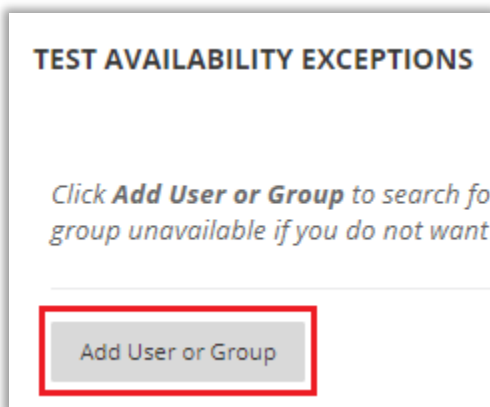 TEST AVAILABILITY EXCEPTIONS
Click Add User or Group to search fo
group unavailable if you do not want
Add User or Group